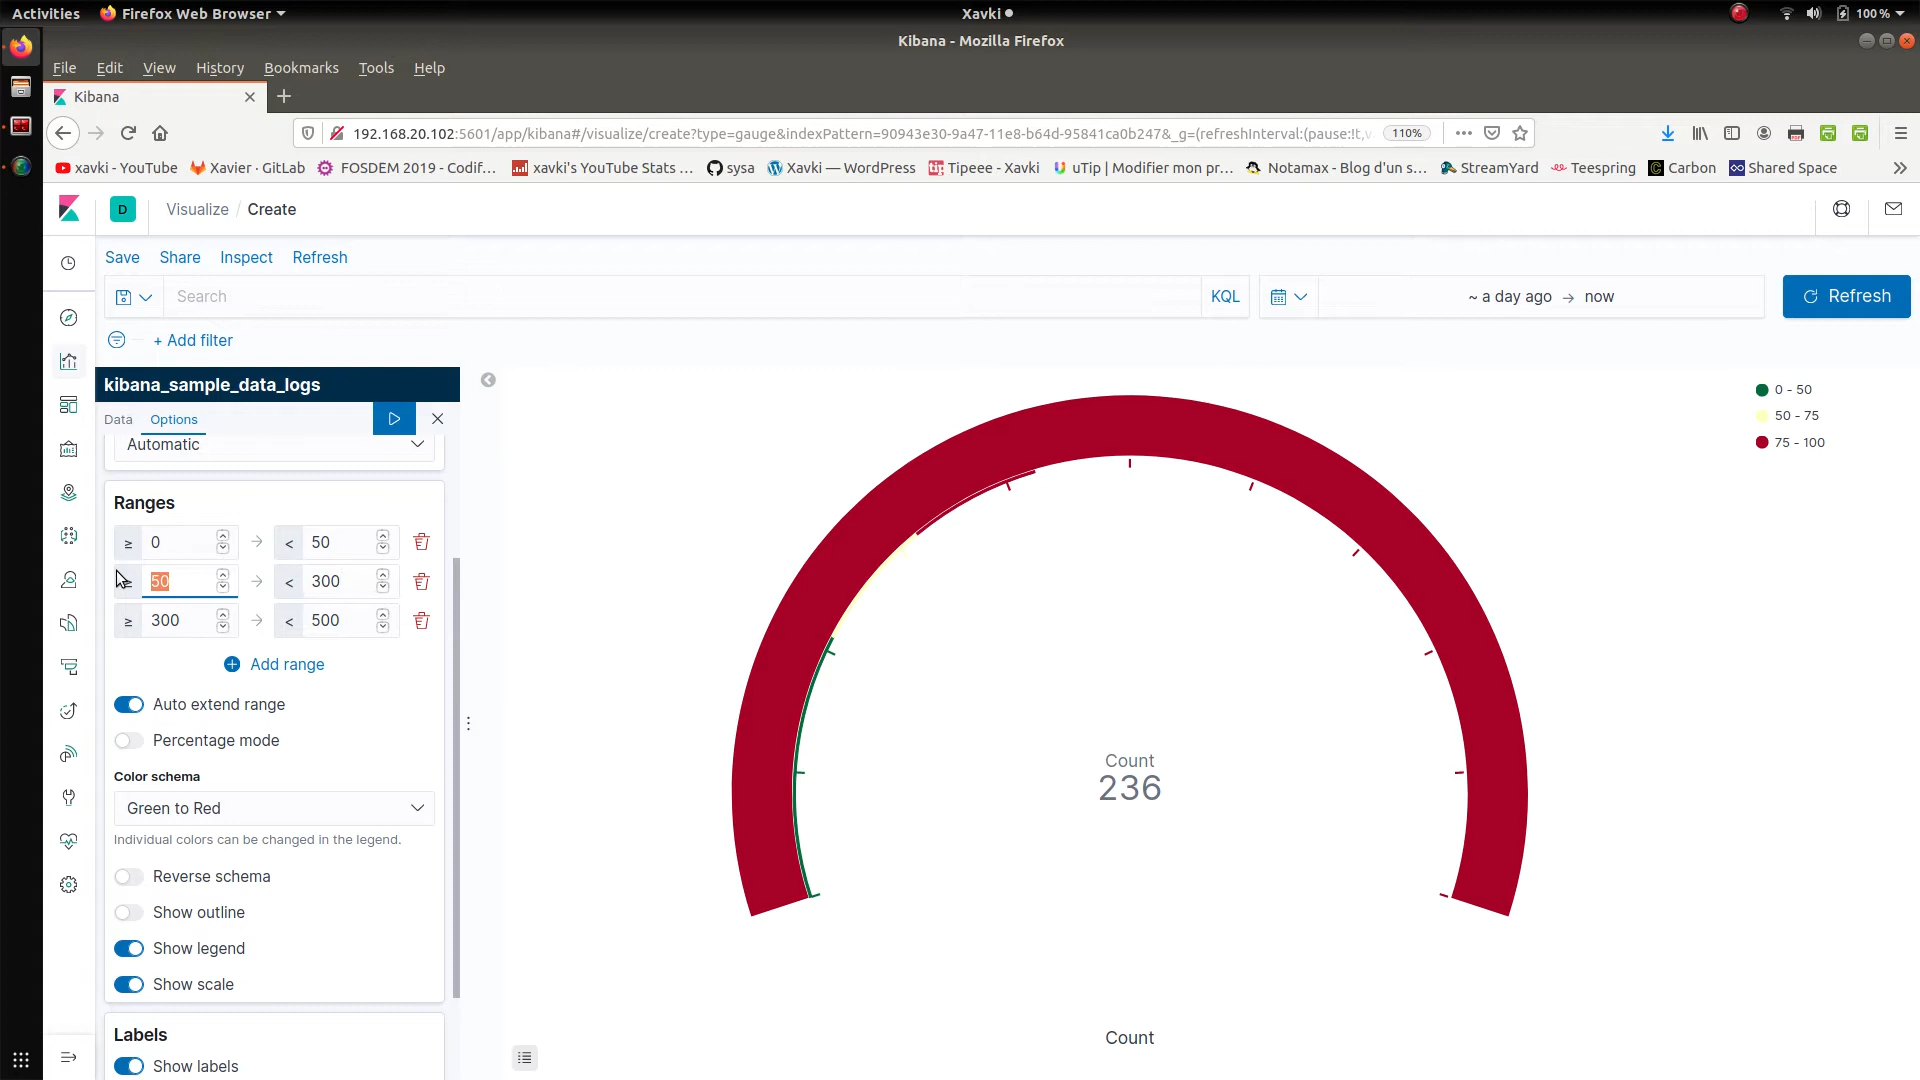 Activities
Firefox Web Browser
Xavki
100 %
Kibana - Mozilla Firefox
File Edit View History Bookmarks Tools Help
Kibana
192.168.20.102:5601/app/kibana#/visualize/create?type=gauge&indexPattern=90943e30-9a47-11e8-b64d-95841ca0b247&_g=(refreshInterval:(pause:!t,v
110%
xavki - YouTube
Xavier · GitLab
FOSDEM 2019 - Codif...
xavki's YouTube Stats ...
sysa
Xavki — WordPress
Tipeee - Xavki
uTip | Modifier mon pr...
Notamax - Blog d'un s...
StreamYard
Teespring
Carbon
Shared Space
D
Visualize / Create
Save Share Inspect Refresh
Search
KQL
~ a day ago → now
Refresh
+ Add filter
kibana_sample_data_logs
Data Options
Automatic
Ranges
≥ 0 → < 50
≥ 50 → < 300
≥ 300 → < 500
Add range
Auto extend range
Percentage mode
Color schema
Green to Red
Individual colors can be changed in the legend.
Reverse schema
Show outline
Show legend
Show scale
Labels
Show labels
0 - 50
50 - 75
75 - 100
Count
236
Count